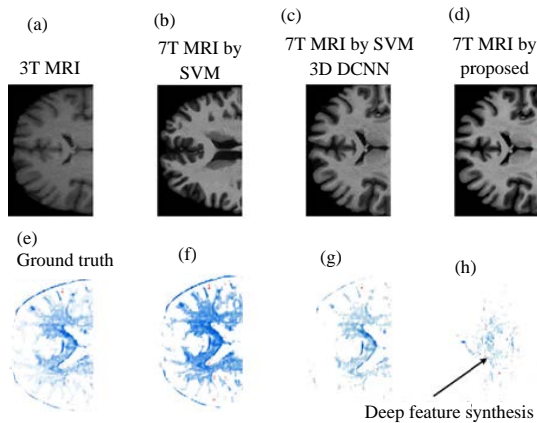 (a)
3T MRI
(b)
7T MRI by
SVM
(c)
7T MRI by SVM
3D DCNN
(d)
7T MRI by
proposed
(e)
Ground truth
(f)
(g)
(h)
Deep feature synthesis